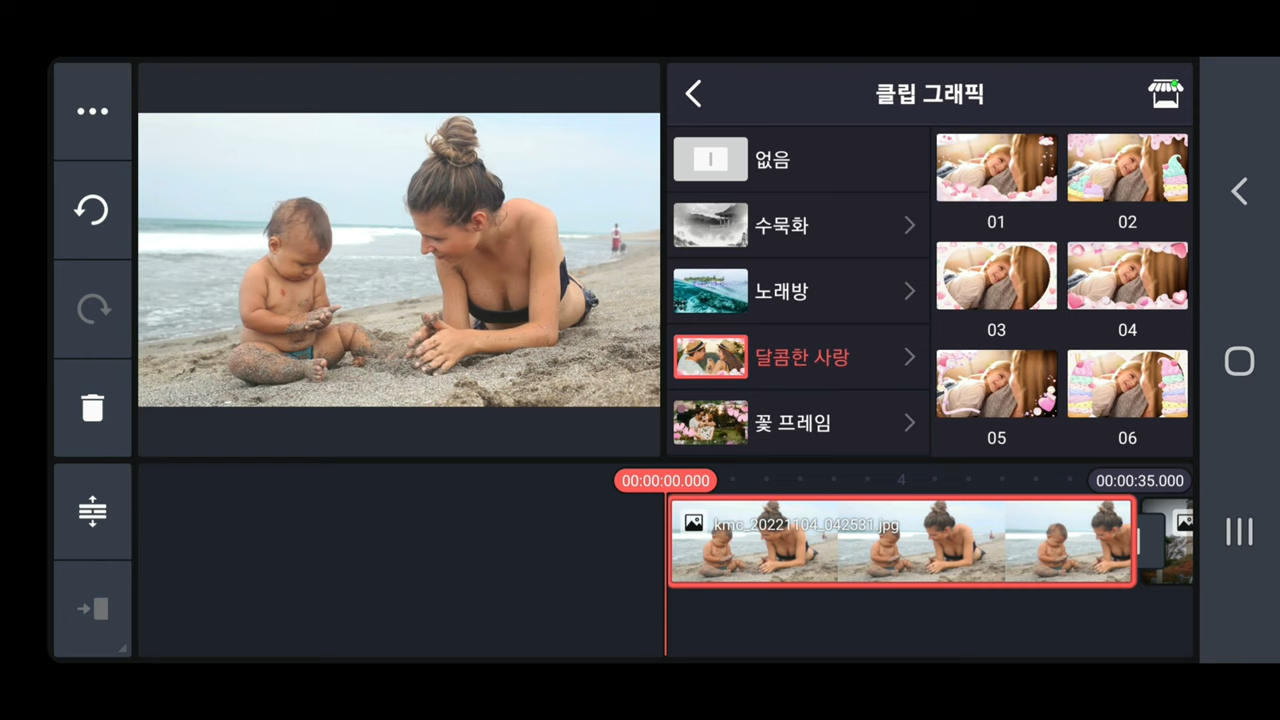 클립 그래픽
없음
수묵화
노래방
달콤한 사랑
꽃 프레임
01
02
03
04
05
06
00:00:00.000
4
00:00:35.000
kmc_20221104_042531.jpg